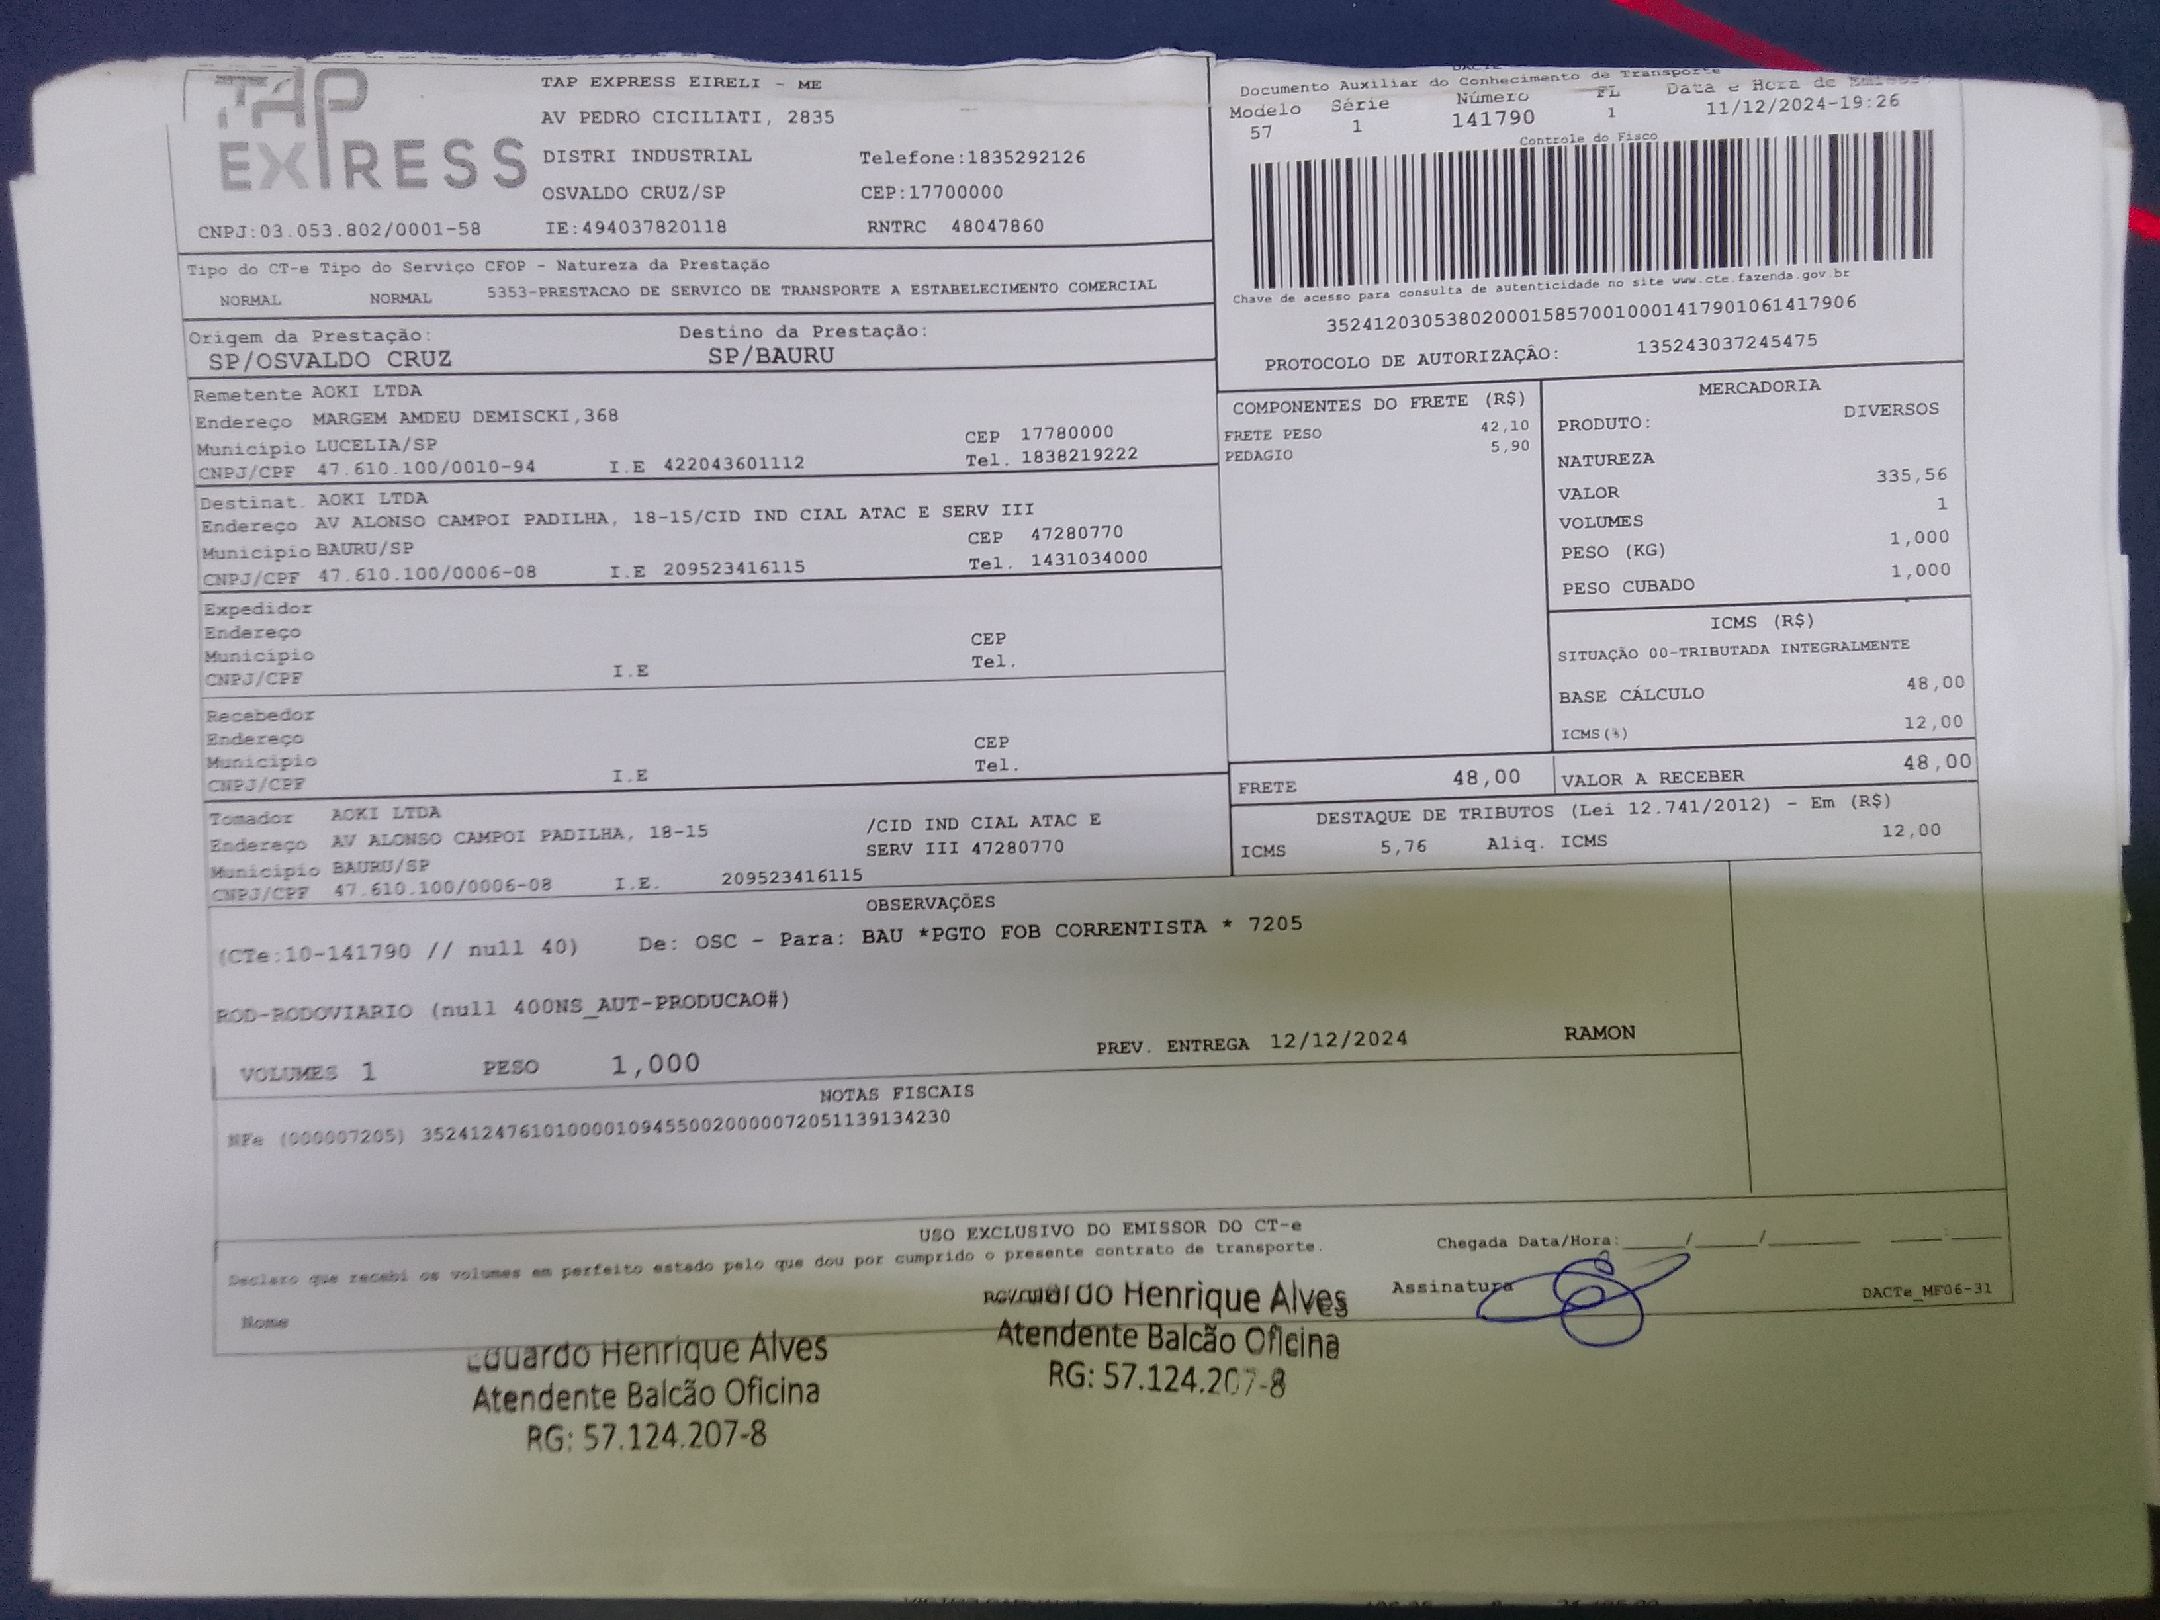 TAP EXPRESS
TAP EXPRESS EIRELI - ME
AV PEDRO CICILIATI, 2835
DISTRI INDUSTRIAL Telefone:1835292126
OSVALDO CRUZ/SP CEP:17700000
CNPJ:03.053.802/0001-58 IE:494037820118 RNTRC 48047860
DACTE
Documento Auxiliar do Conhecimento de Transporte
Modelo Série Número FL Data e Hora de
57 1 141790 1 11/12/2024-19:26
Controle do Fisco
Chave de acesso para consulta de autenticidade no site www.cte.fazenda.gov.br
35241203053802000158570010001417901061417906
PROTOCOLO DE AUTORIZAÇÃO: 135243037245475
Tipo do CT-e Tipo do Serviço CFOP - Natureza da Prestação
NORMAL NORMAL 5353-PRESTACAO DE SERVICO DE TRANSPORTE A ESTABELECIMENTO COMERCIAL
Origem da Prestação: Destino da Prestação:
SP/OSVALDO CRUZ SP/BAURU
Remetente AOKI LTDA
Endereço MARGEM AMDEU DEMISCKI,368
Município LUCELIA/SP CEP 17780000
CNPJ/CPF 47.610.100/0010-94 I.E 422043601112 Tel. 1838219222
Destinat. AOKI LTDA
Endereço AV ALONSO CAMPOI PADILHA, 18-15/CID IND CIAL ATAC E SERV III
Município BAURU/SP CEP 47280770
CNPJ/CPF 47.610.100/0006-08 I.E 209523416115 Tel. 1431034000
Expedidor
Endereço
Município CEP
CNPJ/CPF I.E Tel.
Recebedor
Endereço
Município CEP
CNPJ/CPF I.E Tel.
Tomador AOKI LTDA
Endereço AV ALONSO CAMPOI PADILHA, 18-15 /CID IND CIAL ATAC E
Município BAURU/SP SERV III 47280770
CNPJ/CPF 47.610.100/0006-08 I.E. 209523416115
COMPONENTES DO FRETE (R$)
FRETE PESO 42,10
PEDAGIO 5,90
MERCADORIA
PRODUTO: DIVERSOS
NATUREZA
VALOR 335,56
VOLUMES 1
PESO (KG) 1,000
PESO CUBADO 1,000
ICMS (R$)
SITUAÇÃO 00-TRIBUTADA INTEGRALMENTE
BASE CÁLCULO 48,00
ICMS(%) 12,00
FRETE 48,00 VALOR A RECEBER 48,00
DESTAQUE DE TRIBUTOS (Lei 12.741/2012) - Em (R$)
ICMS 5,76 Aliq. ICMS 12,00
OBSERVAÇÕES
(CTe:10-141790 // null 40) De: OSC - Para: BAU *PGTO FOB CORRENTISTA * 7205
ROD-RODOVIARIO (null 400NS_AUT-PRODUCAO#)
VOLUMES 1 PESO 1,000 PREV. ENTREGA 12/12/2024 RAMON
NOTAS FISCAIS
NFe (000007205) 35241247610100001094550020000072051139134230
USO EXCLUSIVO DO EMISSOR DO CT-e
Declaro que recebi os volumes em perfeito estado pelo que dou por cumprido o presente contrato de transporte.
Chegada Data/Hora:____/____/______ ____:____
Nome
Assinatura
DACTe_MF06-31
Henrique Alves
Atendente Balcão Oficina
RG: 57.124.207-8
Eduardo Henrique Alves
Atendente Balcão Oficina
RG: 57.124.207-8